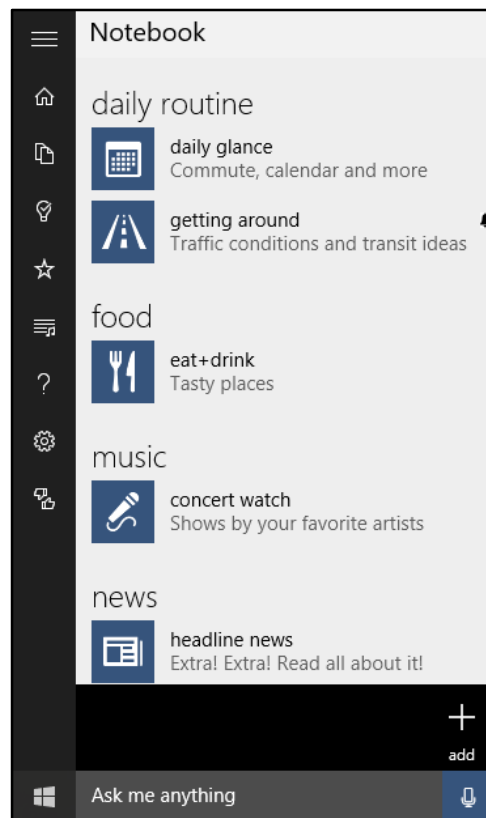 Notebook
daily routine
daily glance
Commute, calendar and more
getting around
Traffic conditions and transit ideas
food
eat+drink
Tasty places
music
concert watch
Shows by your favorite artists
news
headline news
Extra! Extra! Read all about it!
add
Ask me anything